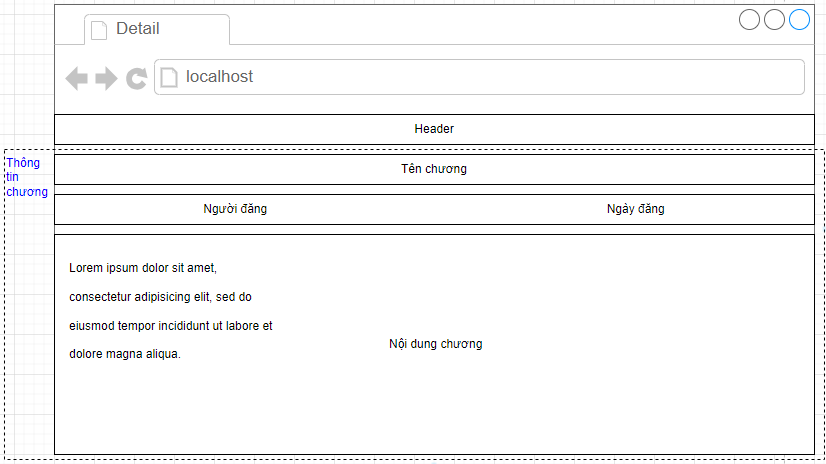 Detail
localhost
Header
Thông
tin
chương
Tên chương
Người đăng
Ngày đăng
Lorem ipsum dolor sit amet,
consectetur adipisicing elit, sed do
eiusmod tempor incididunt ut labore et
dolore magna aliqua.
Nội dung chương